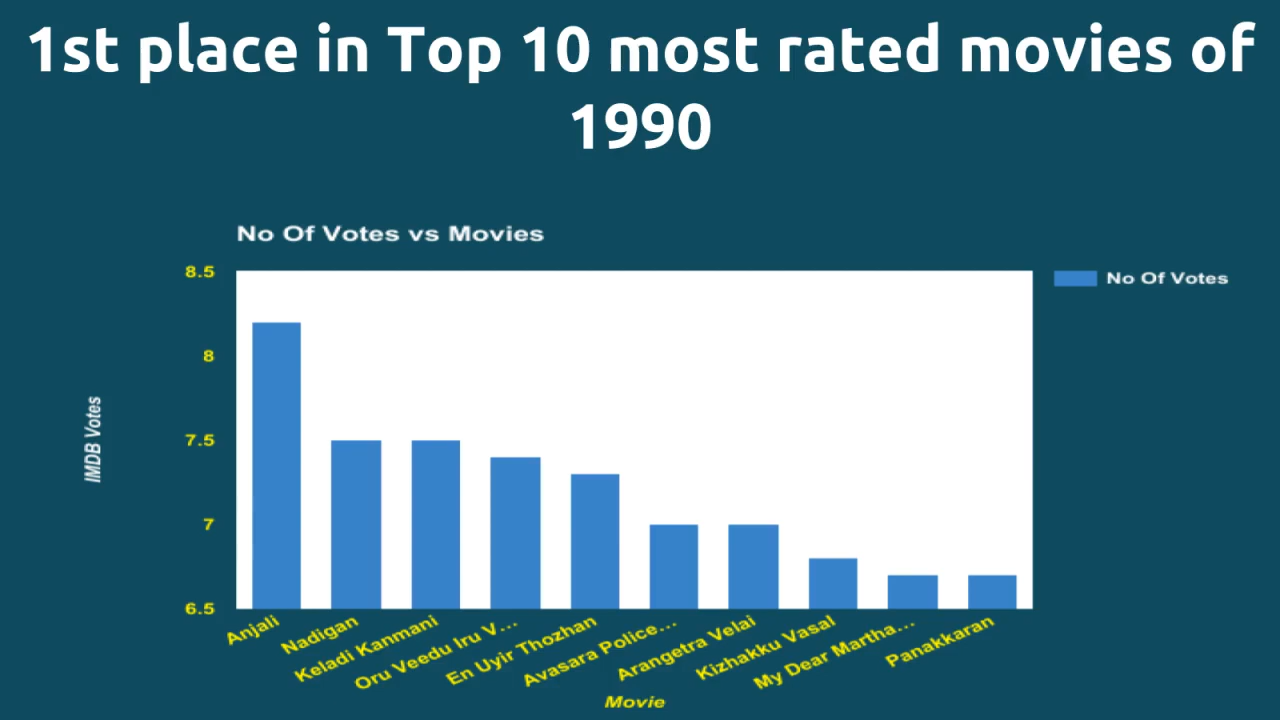 1st place in Top 10 most rated movies of
1990
No Of Votes vs Movies
No Of Votes
IMDB Votes
8.5
8
7.5
7
6.5
Anjali
Nadigan
Keladi Kanmani
Oru Veedu Iru V...
En Uyir Thozhan
Avasara Police...
Arangetra Velai
Kizhakku Vasal
My Dear Martha...
Panakkaran
Movie